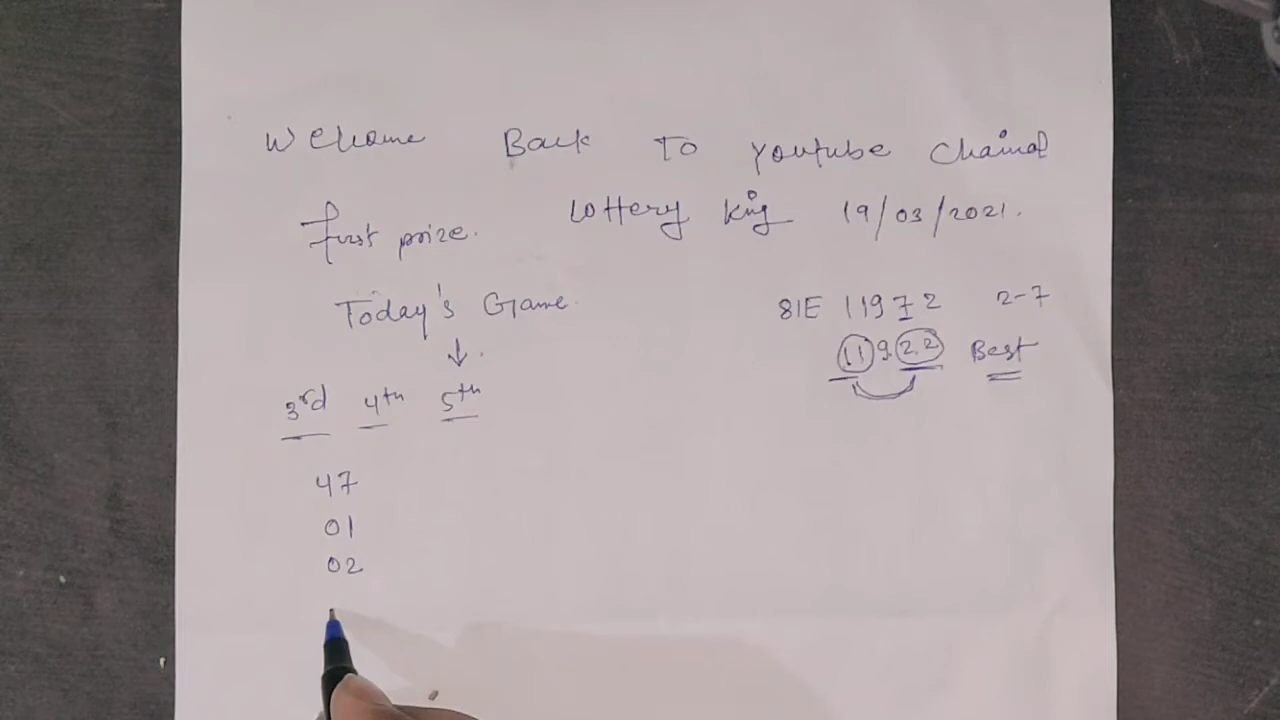 Welcome Back To Youtube Chainal
first prize. Lottery king 19/03/2021.
Today's Game. 81E 11972 2-7
11922 Best
3rd 4th 5th
47
01
02